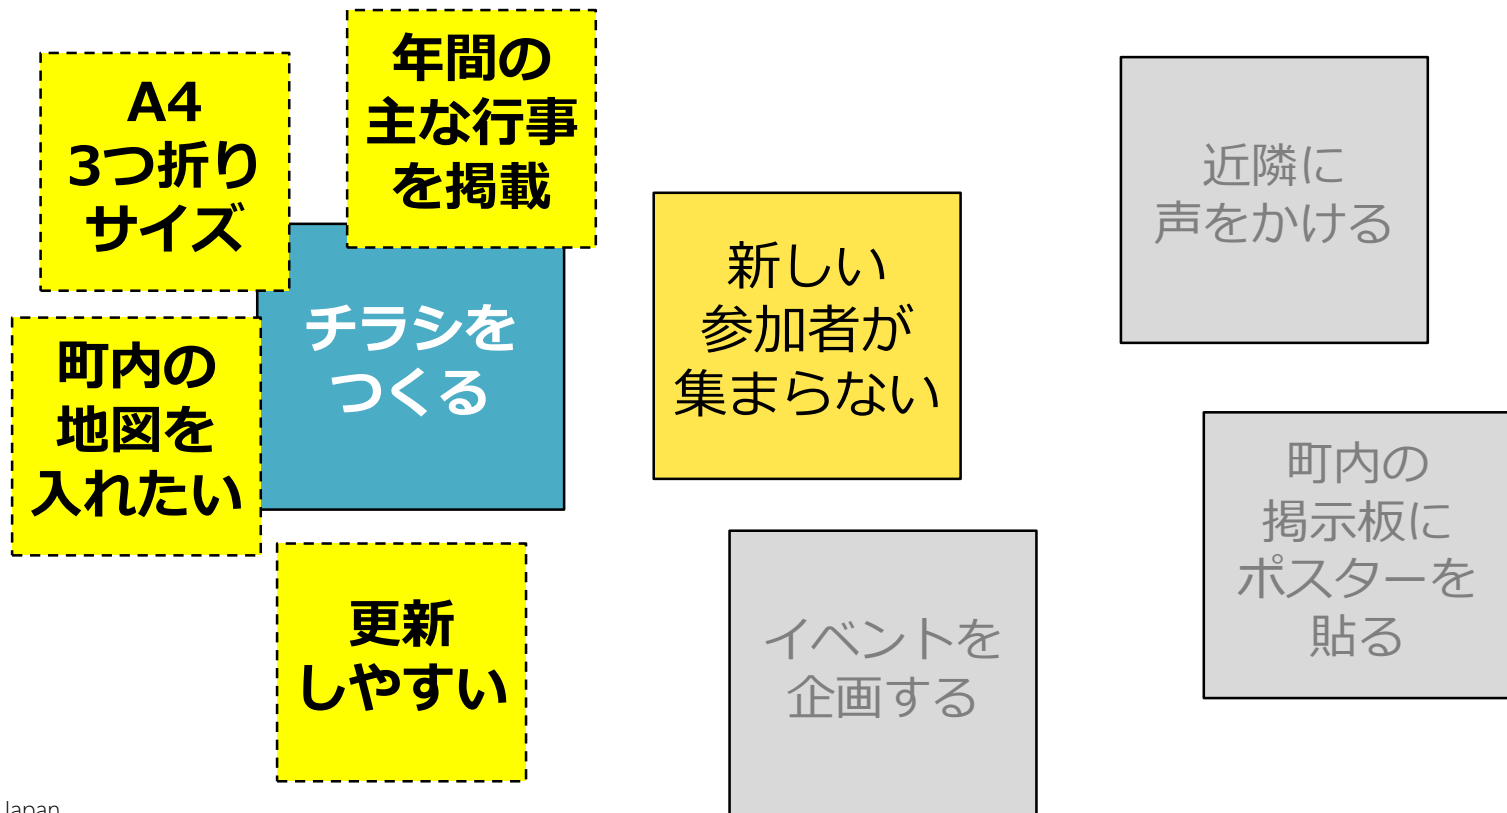 年間の
主な行事
を掲載
A4
3つ折り
サイズ
チラシを
つくる
町内の
地図を
入れたい
更新
しやすい
新しい
参加者が
集まらない
イベントを
企画する
近隣に
声をかける
町内の
掲示板に
ポスターを
貼る
Japan